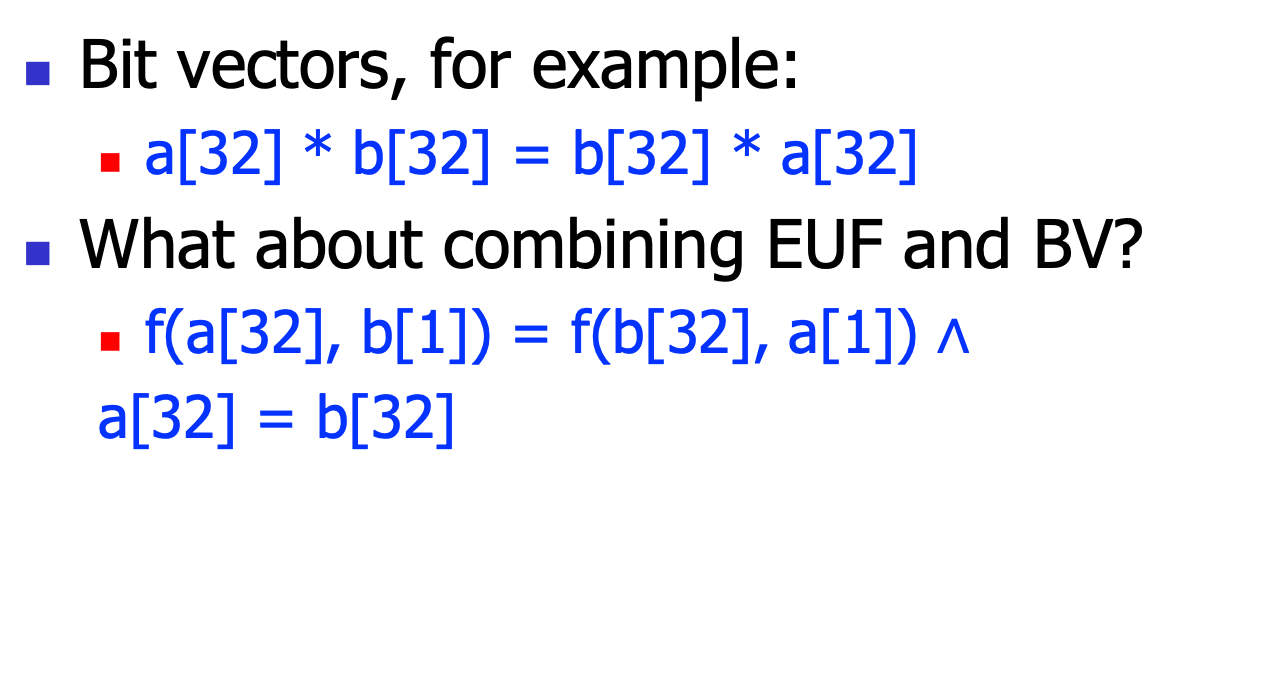 Bit vectors, for example:
a[32] * b[32] = b[32] * a[32]
What about combining EUF and BV?
f(a[32], b[1]) = f(b[32], a[1]) ∧
a[32] = b[32]